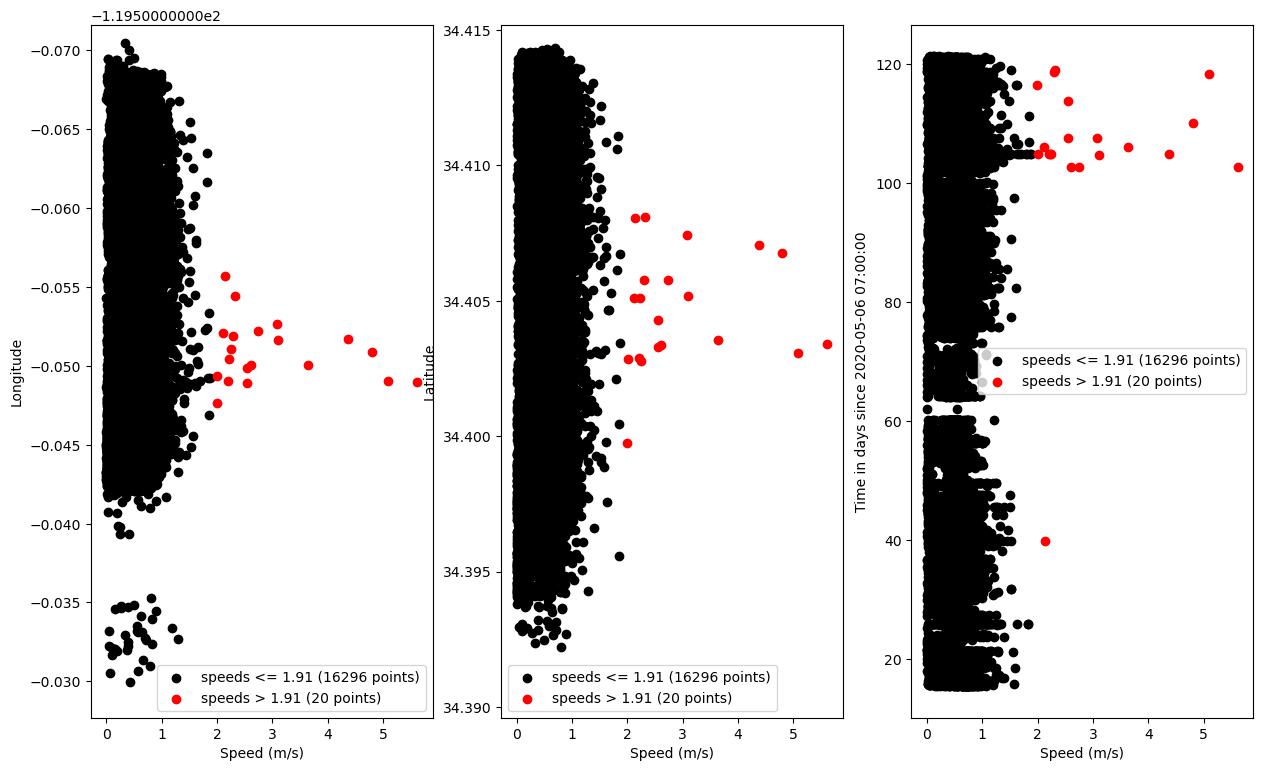 −1.1950000000e2
−0.070
−0.065
−0.060
−0.055
−0.050
−0.045
−0.040
−0.035
−0.030
Longitude
0 1 2 3 4 5
Speed (m/s)
speeds <= 1.91 (16296 points)
speeds > 1.91 (20 points)
34.415
34.410
34.405
34.400
34.395
34.390
Latitude
0 1 2 3 4 5
Speed (m/s)
speeds <= 1.91 (16296 points)
speeds > 1.91 (20 points)
120
100
80
60
40
20
Time in days since 2020-05-06 07:00:00
0 1 2 3 4 5
Speed (m/s)
speeds <= 1.91 (16296 points)
speeds > 1.91 (20 points)